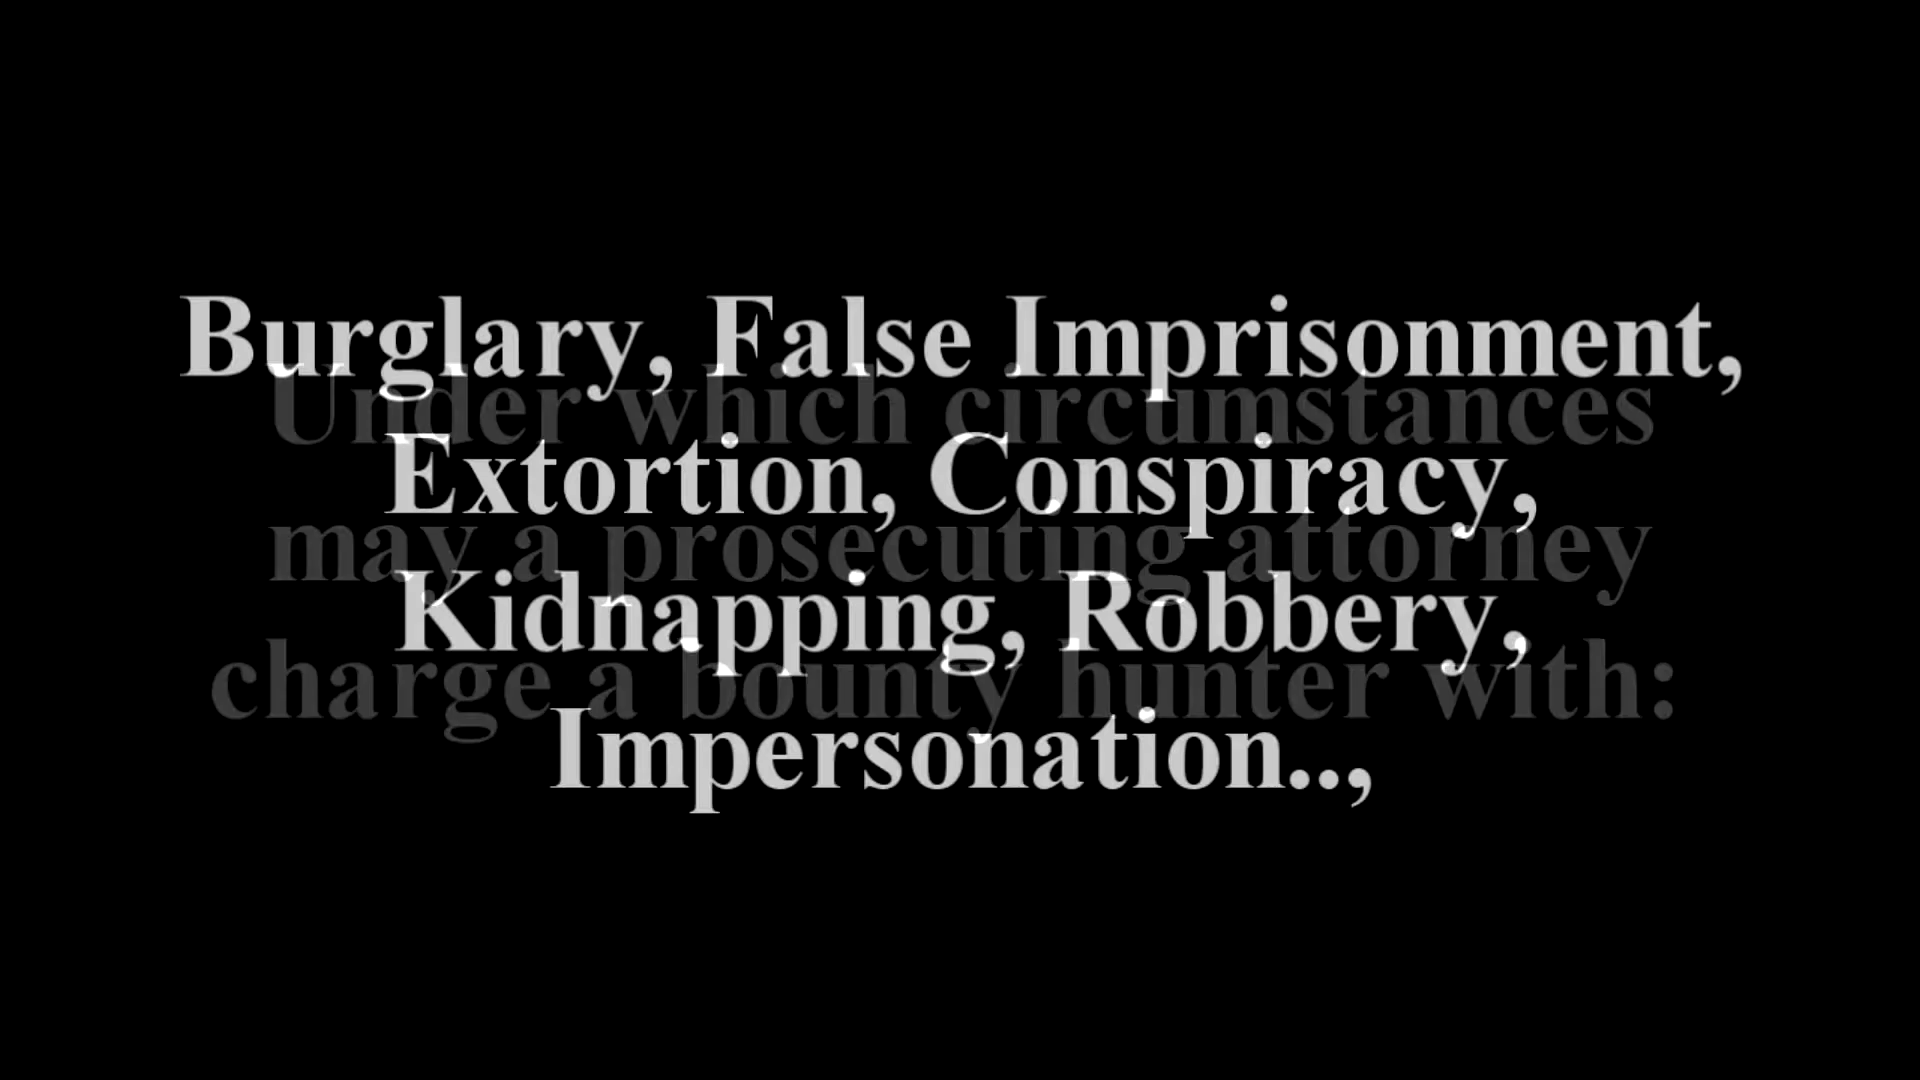 Burglary, False Imprisonment,
Under which circumstances
Extortion, Conspiracy,
may a prosecuting attorney
Kidnapping, Robbery,
charge a bounty hunter with:
Impersonation..,